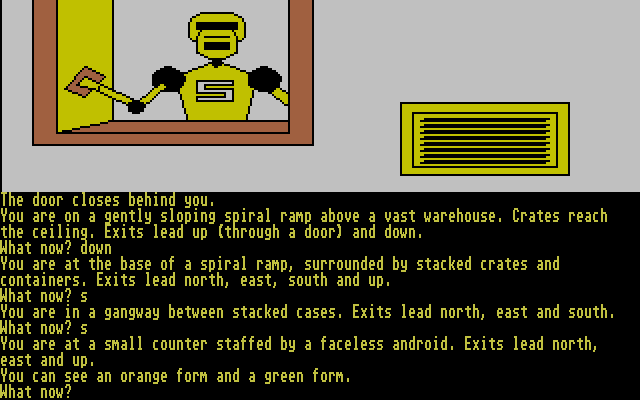 S
The door closes behind you.
You are on a gently sloping spiral ramp above a vast warehouse. Crates reach
the ceiling. Exits lead up (through a door) and down.
What now? down
You are at the base of a spiral ramp, surrounded by stacked crates and
containers. Exits lead north, east, south and up.
What now? s
You are in a gangway between stacked cases. Exits lead north, east and south.
What now? s
You are at a small counter staffed by a faceless android. Exits lead north,
east and up.
You can see an orange form and a green form.
What now?